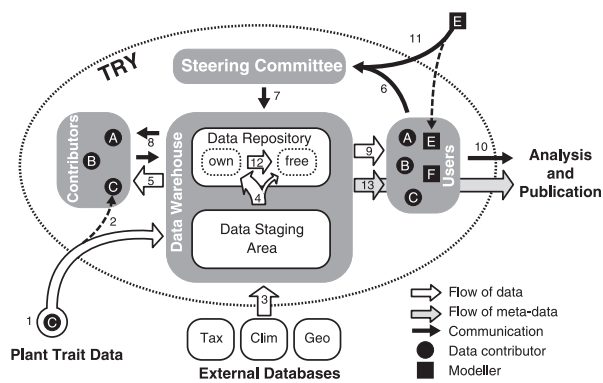 E
11
TRY
Steering Committee
6
7
Contributors
A
B
C
8
5
2
Data Warehouse
Data Repository
own
12
free
4
Data Staging
Area
9
13
A
E
B
F
C
Users
10
Analysis
and
Publication
1
C
Plant Trait Data
3
Tax
Clim
Geo
External Databases
Flow of data
Flow of meta-data
Communication
Data contributor
Modeller